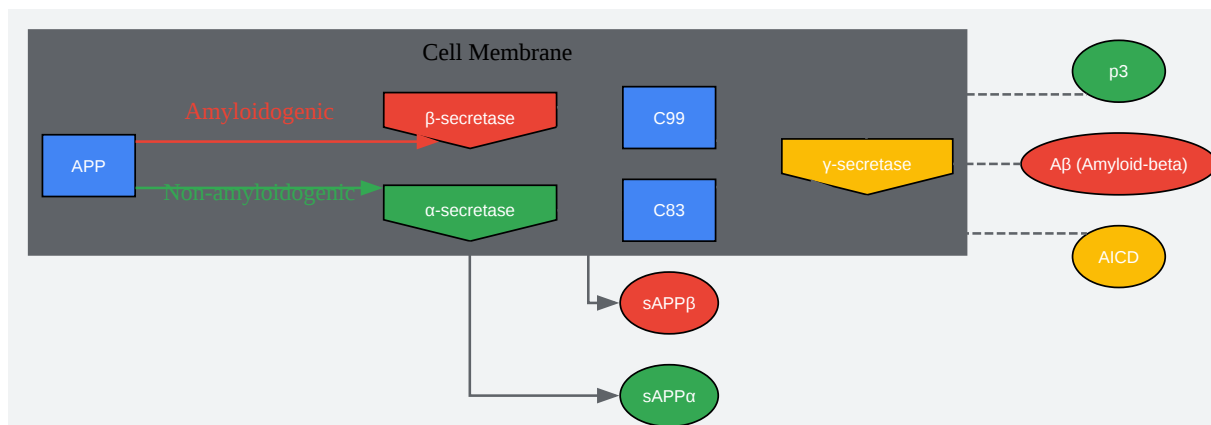 Cell Membrane
p3
Amyloidogenic
β-secretase
C99
APP
γ-secretase
Aβ (Amyloid-beta)
Non-amyloidogenic
α-secretase
C83
AICD
sAPPβ
sAPPα